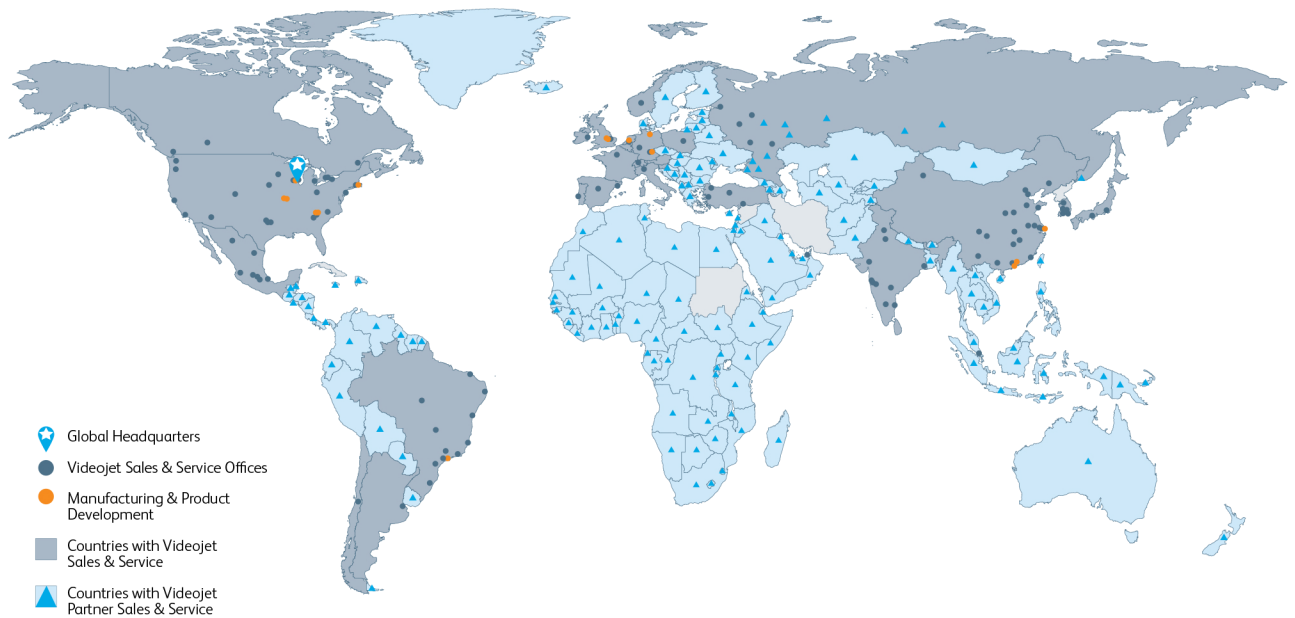 Global Headquarters
Videojet Sales & Service Offices
Manufacturing & Product
Development
Countries with Videojet
Sales & Service
Countries with Videojet
Partner Sales & Service